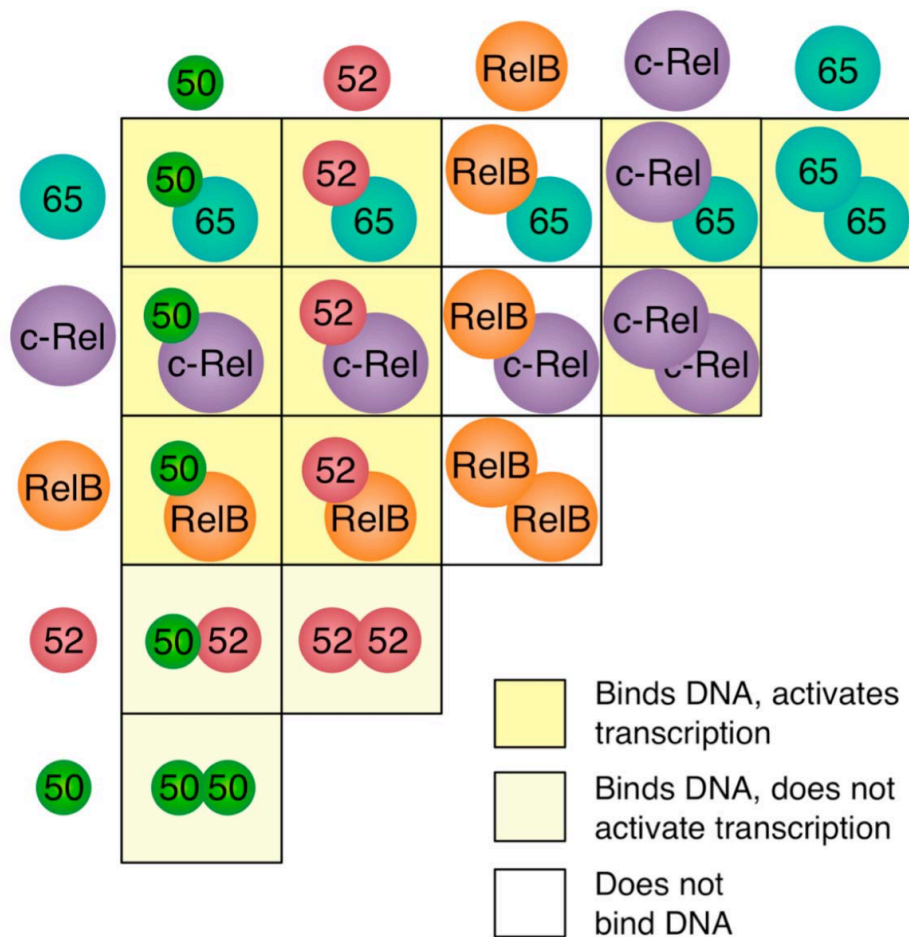 50 52 RelB c-Rel 65
65 50 65 52 65 RelB 65 c-Rel 65 65 65
c-Rel 50 c-Rel 52 c-Rel RelB c-Rel c-Rel c-Rel
RelB 50 RelB 52 RelB RelB RelB
52 50 52 52 52
50 50 50
Binds DNA, activates
transcription
Binds DNA, does not
activate transcription
Does not
bind DNA